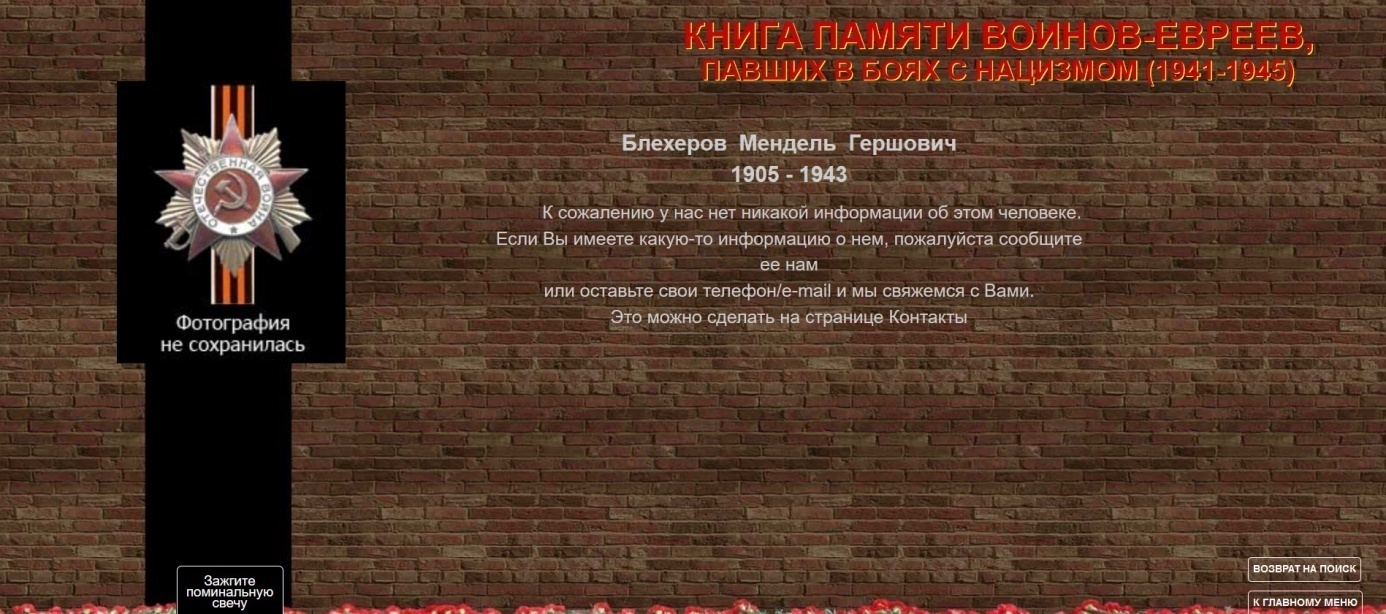 КНИГА ПАМЯТИ ВОИНОВ-ЕВРЕЕВ,
ПАВШИХ В БОЯХ С НАЦИЗМОМ (1941-1945)
ОТЕЧЕСТВЕННАЯ ВОЙНА
Фотография
не сохранилась
Блехеров Мендель Гершович
1905 - 1943
К сожалению у нас нет никакой информации об этом человеке.
Если Вы имеете какую-то информацию о нем, пожалуйста сообщите
ее нам
или оставьте свои телефон/e-mail и мы свяжемся с Вами.
Это можно сделать на странице Контакты
Зажгите
поминальную
свечу
ВОЗВРАТ НА ПОИСК
К ГЛАВНОМУ МЕНЮ